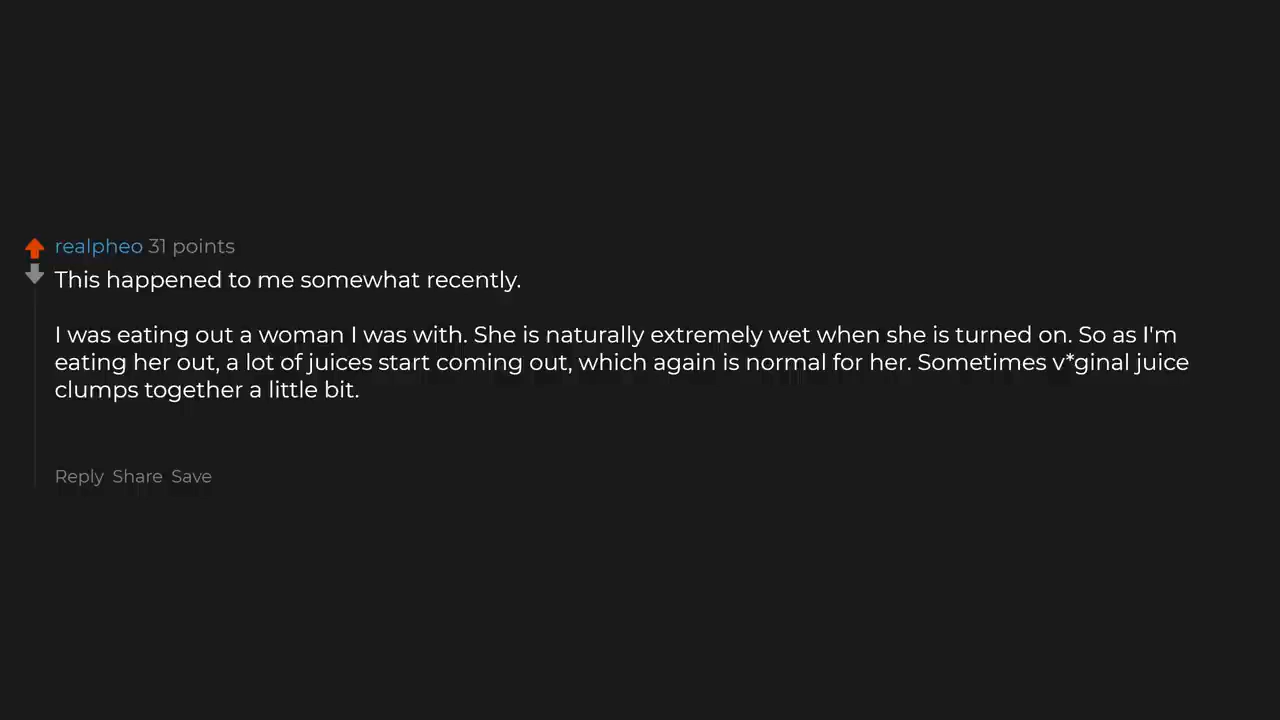 realpheo 31 points
This happened to me somewhat recently.
I was eating out a woman I was with. She is naturally extremely wet when she is turned on. So as I'm
eating her out, a lot of juices start coming out, which again is normal for her. Sometimes v*ginal juice
clumps together a little bit.
Reply Share Save